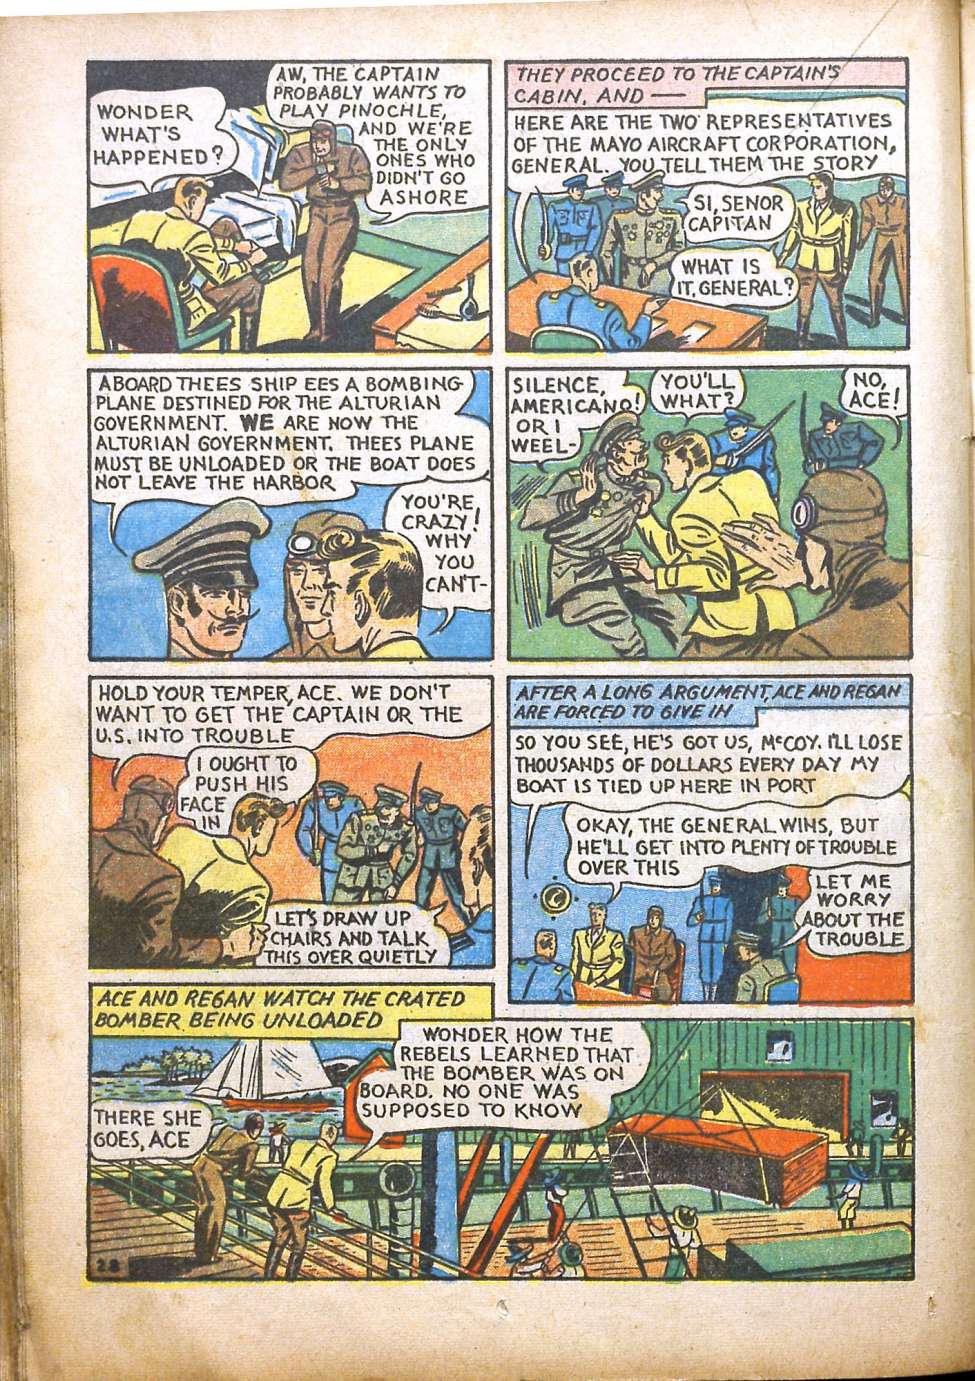 WONDER
WHAT'S
HAPPENED?
AW, THE CAPTAIN
PROBABLY WANTS TO
PLAY PINOCHLE,
AND WE'RE
THE ONLY
ONES WHO
DIDN'T GO
ASHORE
THEY PROCEED TO THE CAPTAIN'S
CABIN, AND —
HERE ARE THE TWO REPRESENTATIVES
OF THE MAYO AIRCRAFT CORPORATION,
GENERAL. YOU TELL THEM THE STORY
SI, SENOR
CAPITAN
WHAT IS
IT, GENERAL?
ABOARD THEES SHIP EES A BOMBING
PLANE DESTINED FOR THE ALTURIAN
GOVERNMENT. WE ARE NOW THE
ALTURIAN GOVERNMENT. THEES PLANE
MUST BE UNLOADED OR THE BOAT DOES
NOT LEAVE THE HARBOR
YOU'RE
CRAZY!
WHY
YOU
CAN'T-
SILENCE,
AMERICANO!
OR I
WEEL-
YOU'LL
WHAT?
NO,
ACE!
HOLD YOUR TEMPER, ACE. WE DON'T
WANT TO GET THE CAPTAIN OR THE
U.S. INTO TROUBLE
I OUGHT TO
PUSH HIS
FACE
IN
LET'S DRAW UP
CHAIRS AND TALK
THIS OVER QUIETLY
AFTER A LONG ARGUMENT, ACE AND REGAN
ARE FORCED TO GIVE IN
SO YOU SEE, HE'S GOT US, McCOY. I'LL LOSE
THOUSANDS OF DOLLARS EVERY DAY MY
BOAT IS TIED UP HERE IN PORT
OKAY, THE GENERAL WINS, BUT
HE'LL GET INTO PLENTY OF TROUBLE
OVER THIS
LET ME
WORRY
ABOUT THE
TROUBLE
ACE AND REGAN WATCH THE CRATED
BOMBER BEING UNLOADED
THERE SHE
GOES, ACE
WONDER HOW THE
REBELS LEARNED THAT
THE BOMBER WAS ON
BOARD. NO ONE WAS
SUPPOSED TO KNOW
28